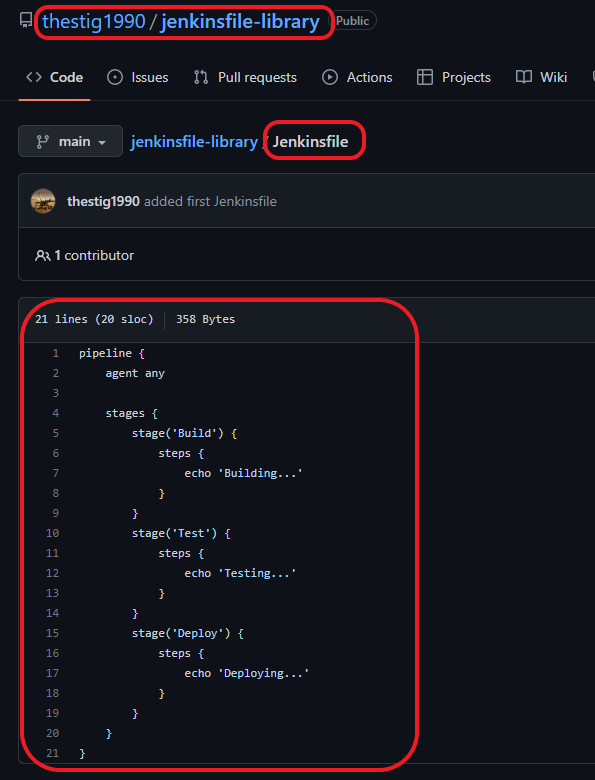 thestig1990 / jenkinsfile-library Public
Code Issues Pull requests Actions Projects Wiki
main jenkinsfile-library / Jenkinsfile
thestig1990 added first Jenkinsfile
1 contributor
21 lines (20 sloc) 358 Bytes
1 pipeline {
2     agent any
3
4     stages {
5         stage('Build') {
6             steps {
7                 echo 'Building...'
8             }
9         }
10         stage('Test') {
11             steps {
12                 echo 'Testing...'
13             }
14         }
15         stage('Deploy') {
16             steps {
17                 echo 'Deploying...'
18             }
19         }
20     }
21 }